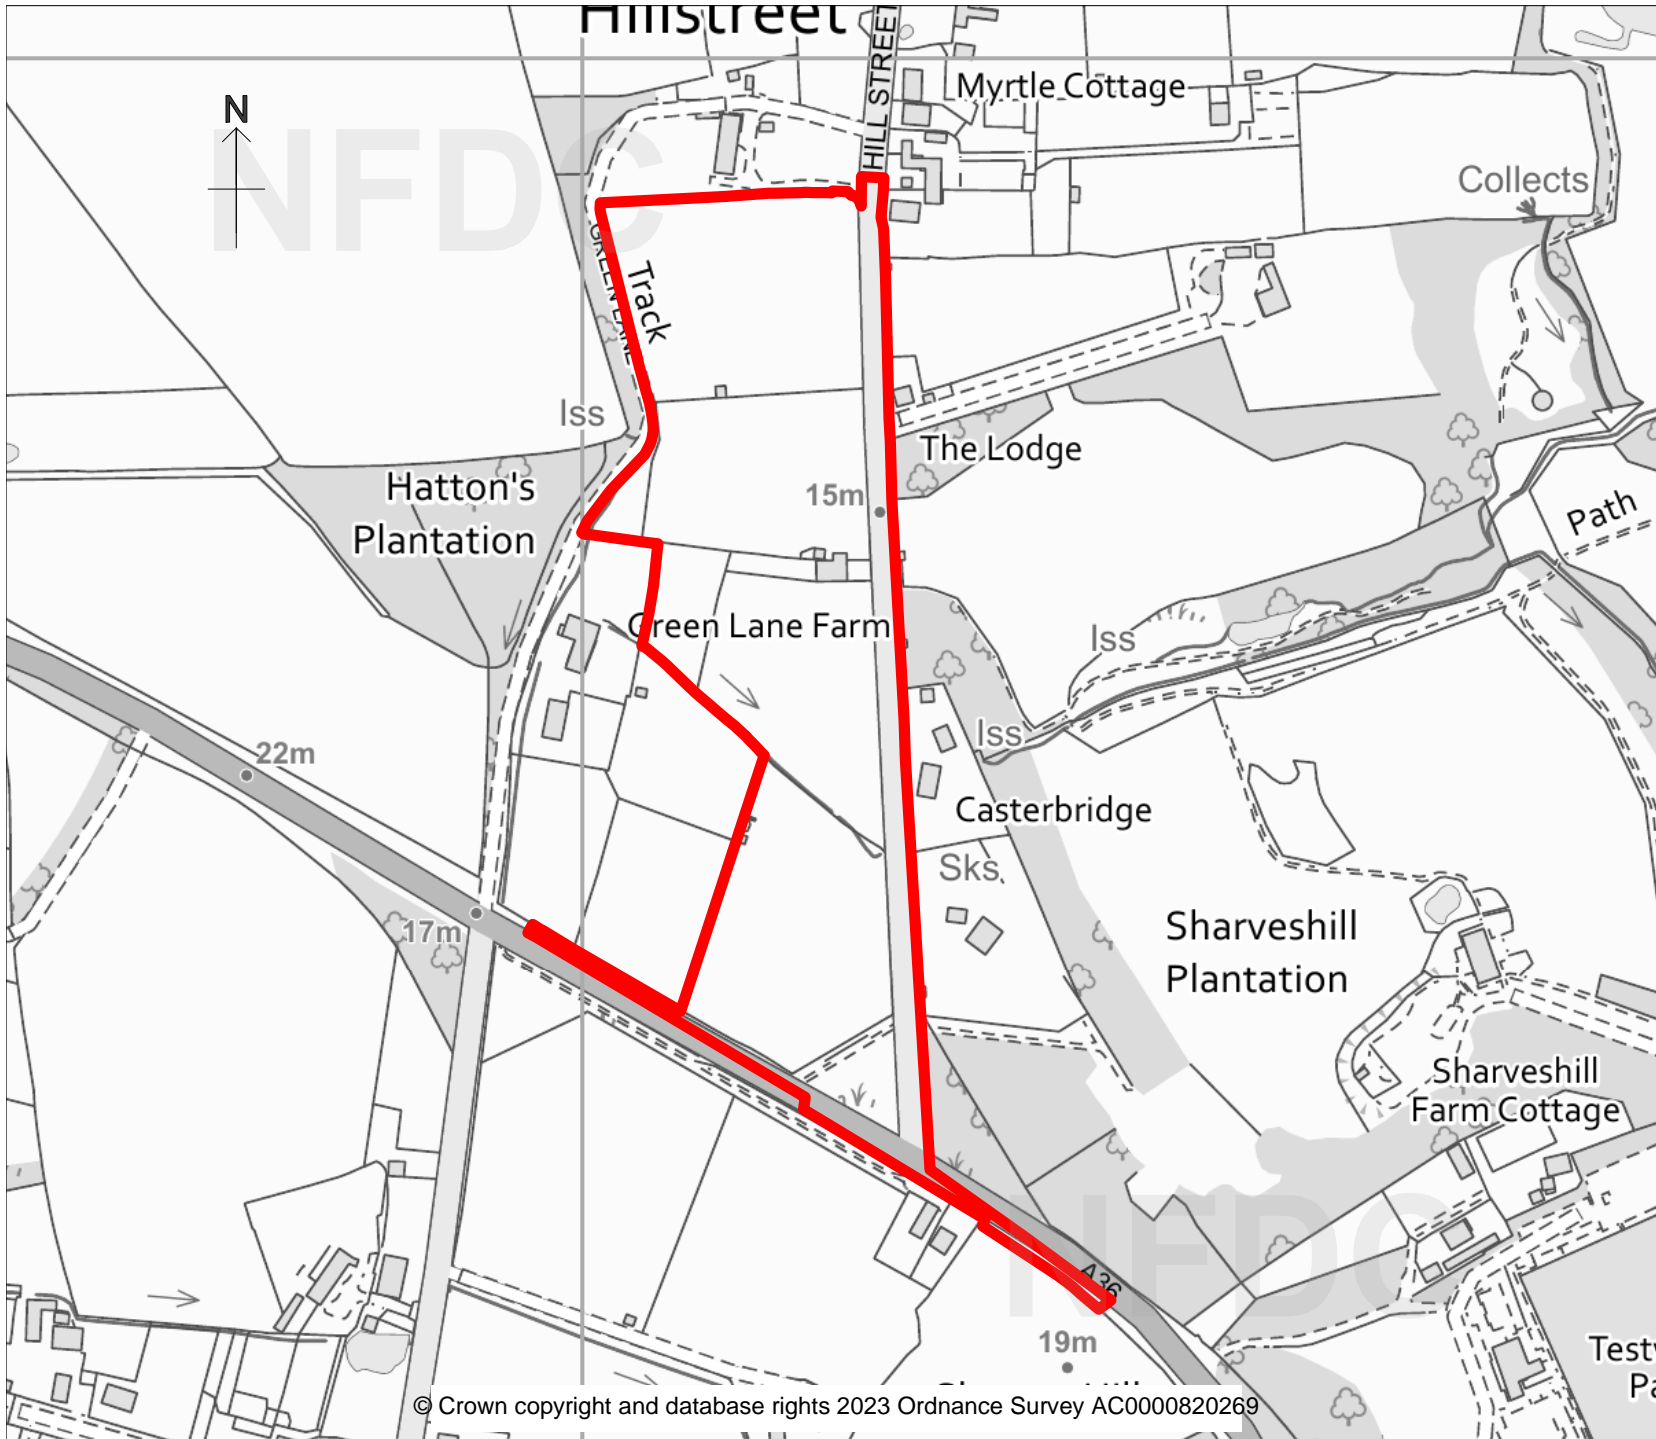 Hillstreet
HILL STREET
Myrtle Cottage
N
NFDC
Collects
GREEN LANE
Track
Iss
The Lodge
Hatton's
Plantation
15m
Path
Green Lane Farm
Iss
Iss
22m
Casterbridge
Sks
17m
Sharveshill
Plantation
Sharveshill
Farm Cottage
NFDC
A36
19m
© Crown copyright and database rights 2023 Ordnance Survey AC0000820269